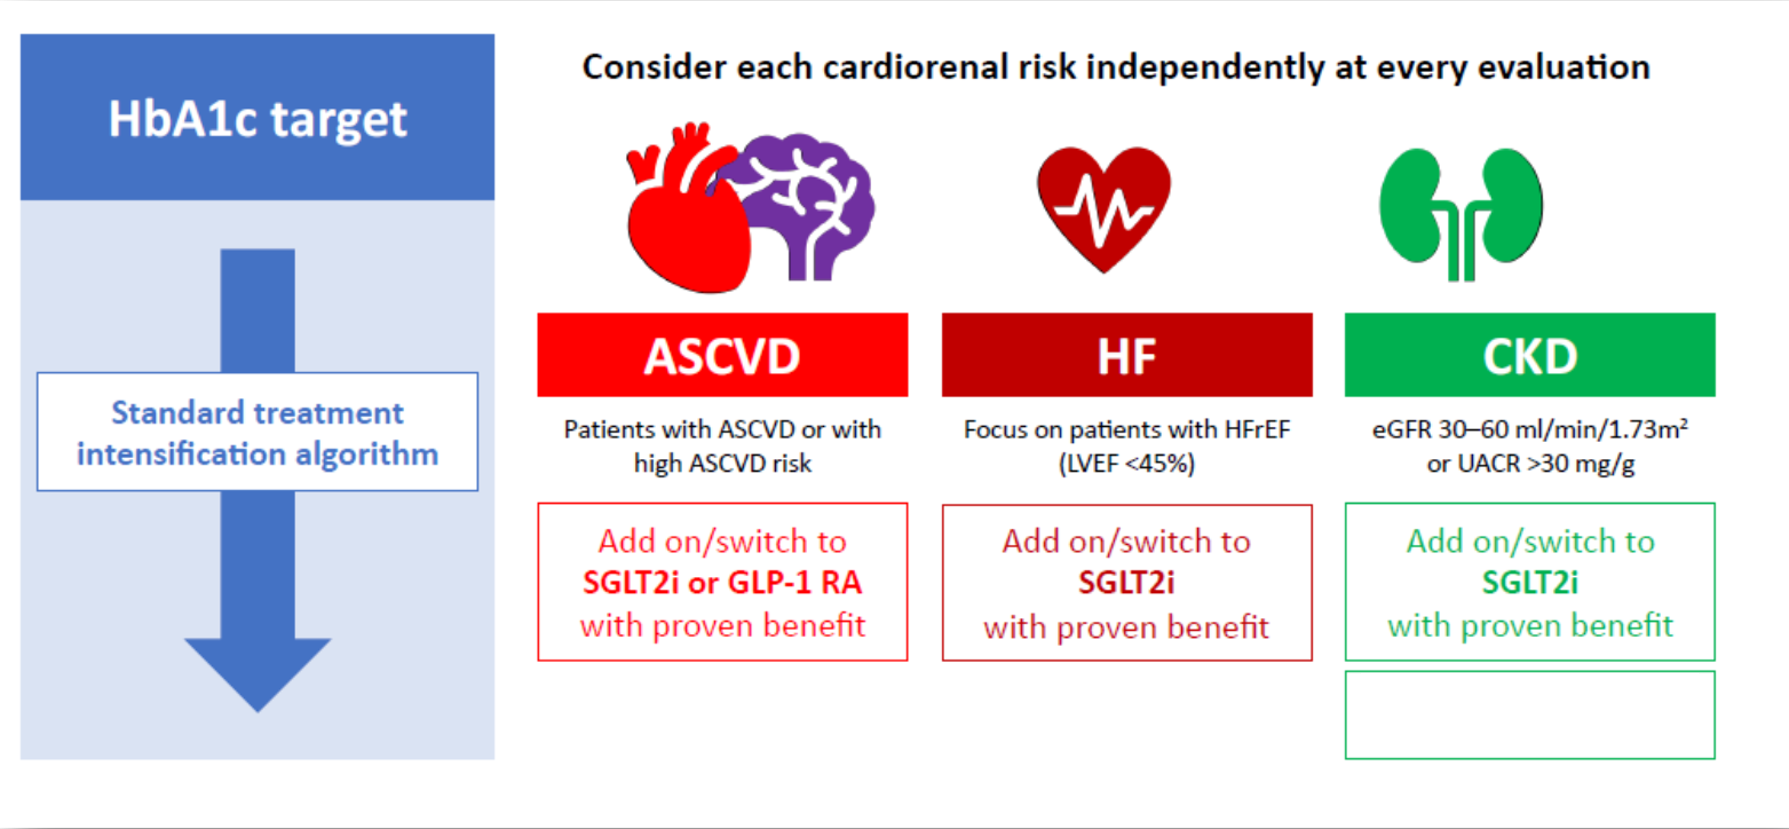 HbA1c target
Standard treatment
intensification algorithm
Consider each cardiorenal risk independently at every evaluation
ASCVD
Patients with ASCVD or with
high ASCVD risk
Add on/switch to
SGLT2i or GLP-1 RA
with proven benefit
HF
Focus on patients with HFrEF
(LVEF <45%)
Add on/switch to
SGLT2i
with proven benefit
CKD
eGFR 30–60 ml/min/1.73m²
or UACR >30 mg/g
Add on/switch to
SGLT2i
with proven benefit